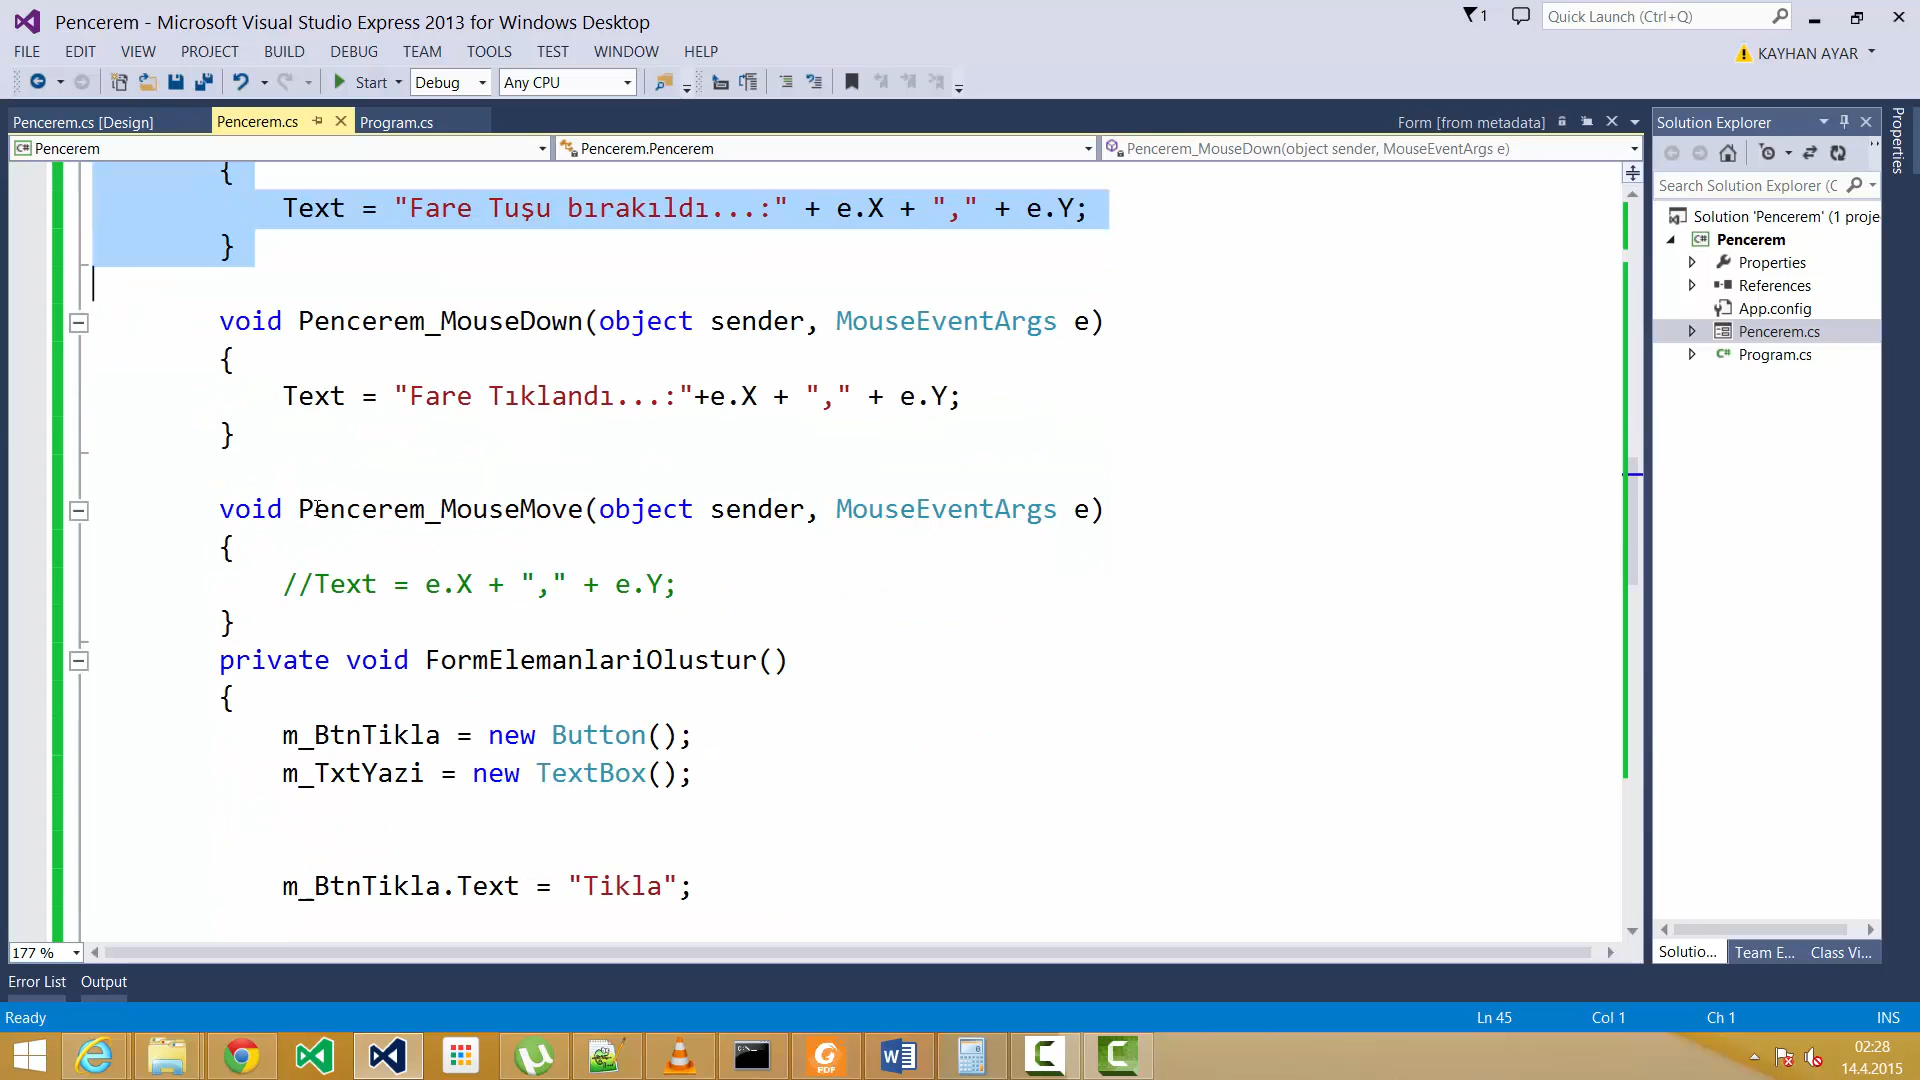 Pencerem - Microsoft Visual Studio Express 2013 for Windows Desktop
1
Quick Launch (Ctrl+Q)
FILE EDIT VIEW PROJECT BUILD DEBUG TEAM TOOLS TEST WINDOW HELP
KAYHAN AYAR
Start Debug Any CPU
Pencerem.cs [Design] Pencerem.cs Program.cs Form [from metadata]
Solution Explorer
Properties
Pencerem Pencerem.Pencerem Pencerem_MouseDown(object sender, MouseEventArgs e)
Search Solution Explorer (C
Solution 'Pencerem' (1 proje
Pencerem
Properties
References
App.config
Pencerem.cs
Program.cs
{
Text = "Fare Tuşu bırakıldı...:" + e.X + "," + e.Y;
}
void Pencerem_MouseDown(object sender, MouseEventArgs e)
{
Text = "Fare Tıklandı...:"+e.X + "," + e.Y;
}
void Pencerem_MouseMove(object sender, MouseEventArgs e)
{
//Text = e.X + "," + e.Y;
}
private void FormElemanlariOlustur()
{
m_BtnTikla = new Button();
m_TxtYazi = new TextBox();
m_BtnTikla.Text = "Tikla";
177 %
Solutio... Team E... Class Vi...
Error List Output
Ready Ln 45 Col 1 Ch 1 INS
PDF
02:28
14.4.2015